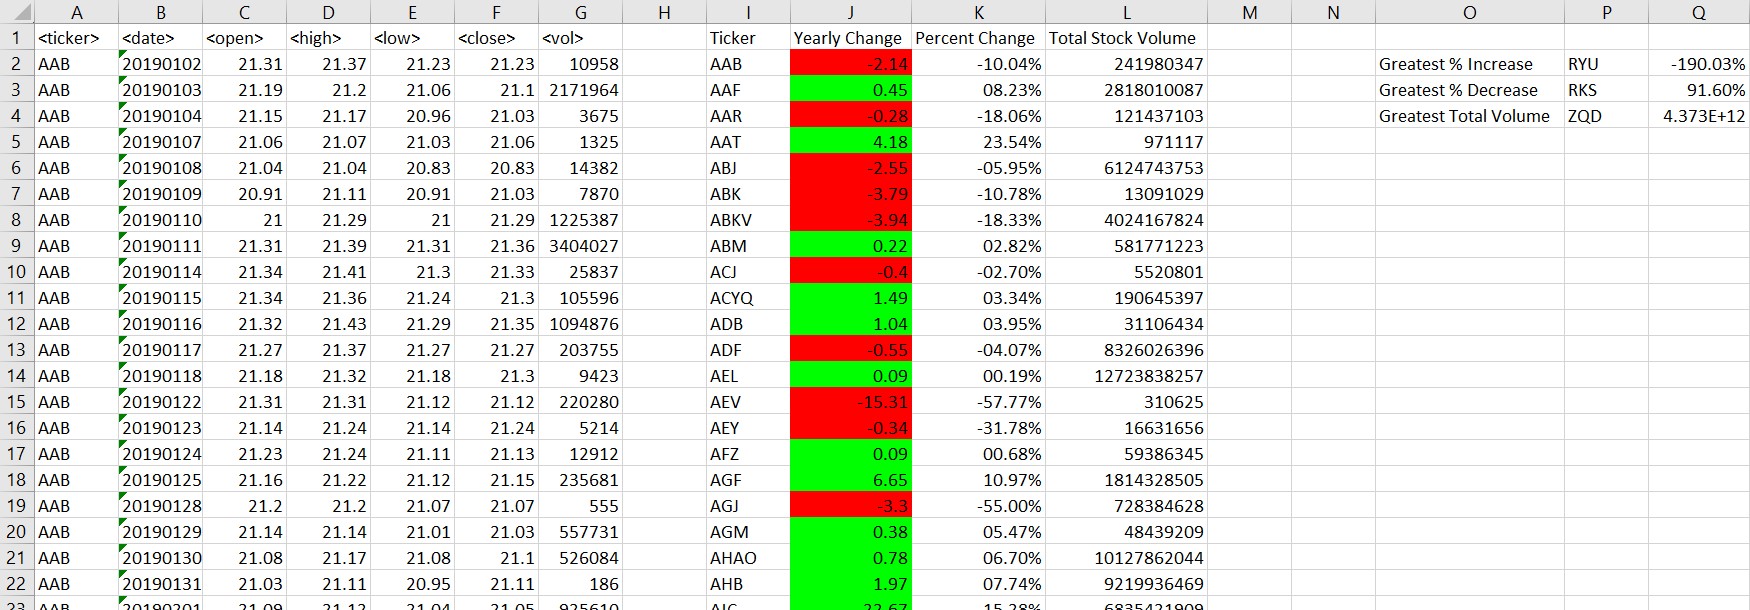 A B C D E F G H I J K L M N O P Q
1 <ticker> <date> <open> <high> <low> <close> <vol> Ticker Yearly Change Percent Change Total Stock Volume
2 AAB 20190102 21.31 21.37 21.23 21.23 10958 AAB -2.14 -10.04% 241980347 Greatest % Increase RYU -190.03%
3 AAB 20190103 21.19 21.2 21.06 21.1 2171964 AAF 0.45 08.23% 2818010087 Greatest % Decrease RKS 91.60%
4 AAB 20190104 21.15 21.17 20.96 21.03 3675 AAR -0.28 -18.06% 121437103 Greatest Total Volume ZQD 4.373E+12
5 AAB 20190107 21.06 21.07 21.03 21.06 1325 AAT 4.18 23.54% 971117
6 AAB 20190108 21.04 21.04 20.83 20.83 14382 ABJ -2.55 -05.95% 6124743753
7 AAB 20190109 20.91 21.11 20.91 21.03 7870 ABK -3.79 -10.78% 13091029
8 AAB 20190110 21 21.29 21 21.29 1225387 ABKV -3.94 -18.33% 4024167824
9 AAB 20190111 21.31 21.39 21.31 21.36 3404027 ABM 0.22 02.82% 581771223
10 AAB 20190114 21.34 21.41 21.3 21.33 25837 ACJ -0.4 -02.70% 5520801
11 AAB 20190115 21.34 21.36 21.24 21.3 105596 ACYQ 1.49 03.34% 190645397
12 AAB 20190116 21.32 21.43 21.29 21.35 1094876 ADB 1.04 03.95% 31106434
13 AAB 20190117 21.27 21.37 21.27 21.27 203755 ADF -0.55 -04.07% 8326026396
14 AAB 20190118 21.18 21.32 21.18 21.3 9423 AEL 0.09 00.19% 12723838257
15 AAB 20190122 21.31 21.31 21.12 21.12 220280 AEV -15.31 -57.77% 310625
16 AAB 20190123 21.14 21.24 21.14 21.24 5214 AEY -0.34 -31.78% 16631656
17 AAB 20190124 21.23 21.24 21.11 21.13 12912 AFZ 0.09 00.68% 59386345
18 AAB 20190125 21.16 21.22 21.12 21.15 235681 AGF 6.65 10.97% 1814328505
19 AAB 20190128 21.2 21.2 21.07 21.07 555 AGJ -3.3 -55.00% 728384628
20 AAB 20190129 21.14 21.14 21.01 21.03 557731 AGM 0.38 05.47% 48439209
21 AAB 20190130 21.08 21.17 21.08 21.1 526084 AHAO 0.78 06.70% 10127862044
22 AAB 20190131 21.03 21.11 20.95 21.11 186 AHB 1.97 07.74% 9219936469
23 AAB 20190201 21.09 21.12 21.04 21.05 925610 22.67 15.28% 6835421909